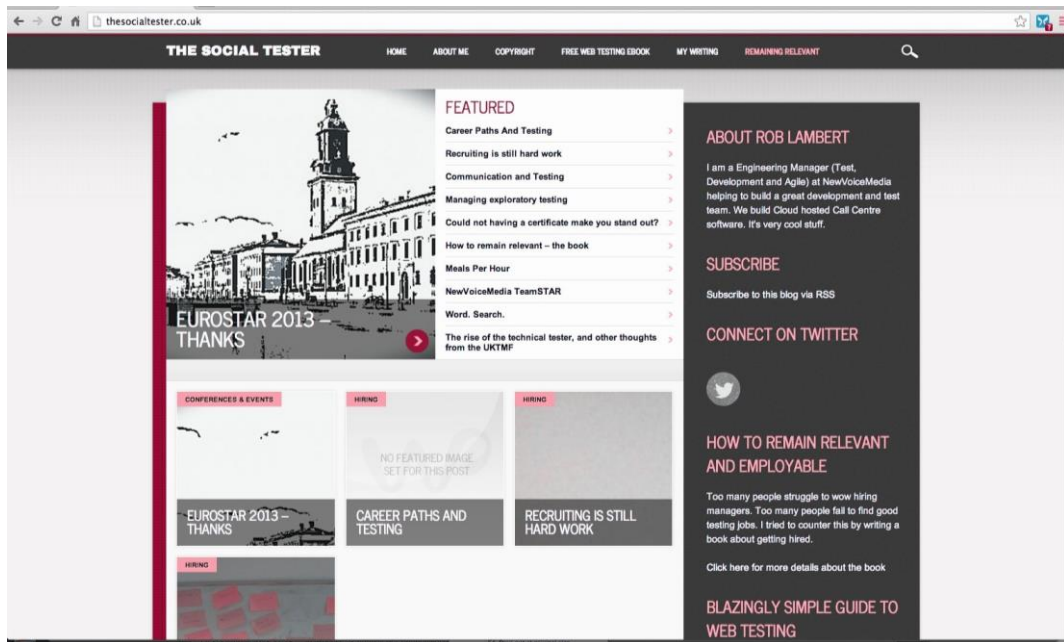 thesocialtester.co.uk
THE SOCIAL TESTER
HOME
ABOUT ME
COPYRIGHT
FREE WEB TESTING EBOOK
MY WRITING
REMAINING RELEVANT
EUROSTAR 2013 –
THANKS
FEATURED
Career Paths And Testing
Recruiting is still hard work
Communication and Testing
Managing exploratory testing
Could not having a certificate make you stand out?
How to remain relevant – the book
Meals Per Hour
NewVoiceMedia TeamSTAR
Word. Search.
The rise of the technical tester, and other thoughts
from the UKTMF
CONFERENCES & EVENTS
EUROSTAR 2013 –
THANKS
HIRING
NO FEATURED IMAGE
SET FOR THIS POST
CAREER PATHS AND
TESTING
HIRING
RECRUITING IS STILL
HARD WORK
HIRING
ABOUT ROB LAMBERT
I am a Engineering Manager (Test,
Development and Agile) at NewVoiceMedia
helping to build a great development and test
team. We build Cloud hosted Call Centre
software. It's very cool stuff.
SUBSCRIBE
Subscribe to this blog via RSS
CONNECT ON TWITTER
HOW TO REMAIN RELEVANT
AND EMPLOYABLE
Too many people struggle to wow hiring
managers. Too many people fail to find good
testing jobs. I tried to counter this by writing a
book about getting hired.
Click here for more details about the book
BLAZINGLY SIMPLE GUIDE TO
WEB TESTING